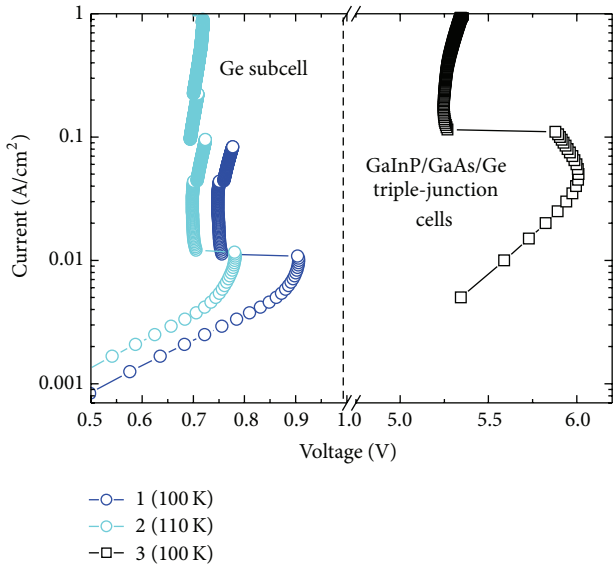 1
0.1
0.01
0.001
Current (A/cm²)
Ge subcell
GaInP/GaAs/Ge
triple-junction
cells
0.5 0.6 0.7 0.8 0.9 1.0 5.0 5.5 6.0
Voltage (V)
1 (100 K)
2 (110 K)
3 (100 K)